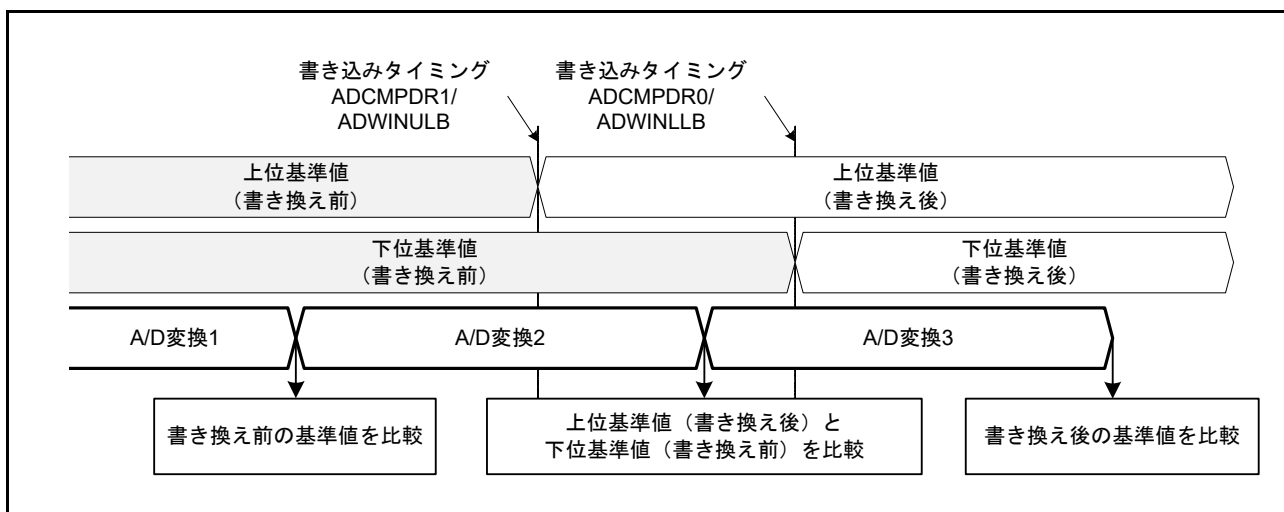 書き込みタイミング
ADCMPDR1/
ADWINULB
書き込みタイミング
ADCMPDR0/
ADWINLLB
上位基準値
（書き換え前）
上位基準値
（書き換え後）
下位基準値
（書き換え前）
下位基準値
（書き換え後）
A/D変換1
A/D変換2
A/D変換3
書き換え前の基準値を比較
上位基準値（書き換え後）と
下位基準値（書き換え前）を比較
書き換え後の基準値を比較